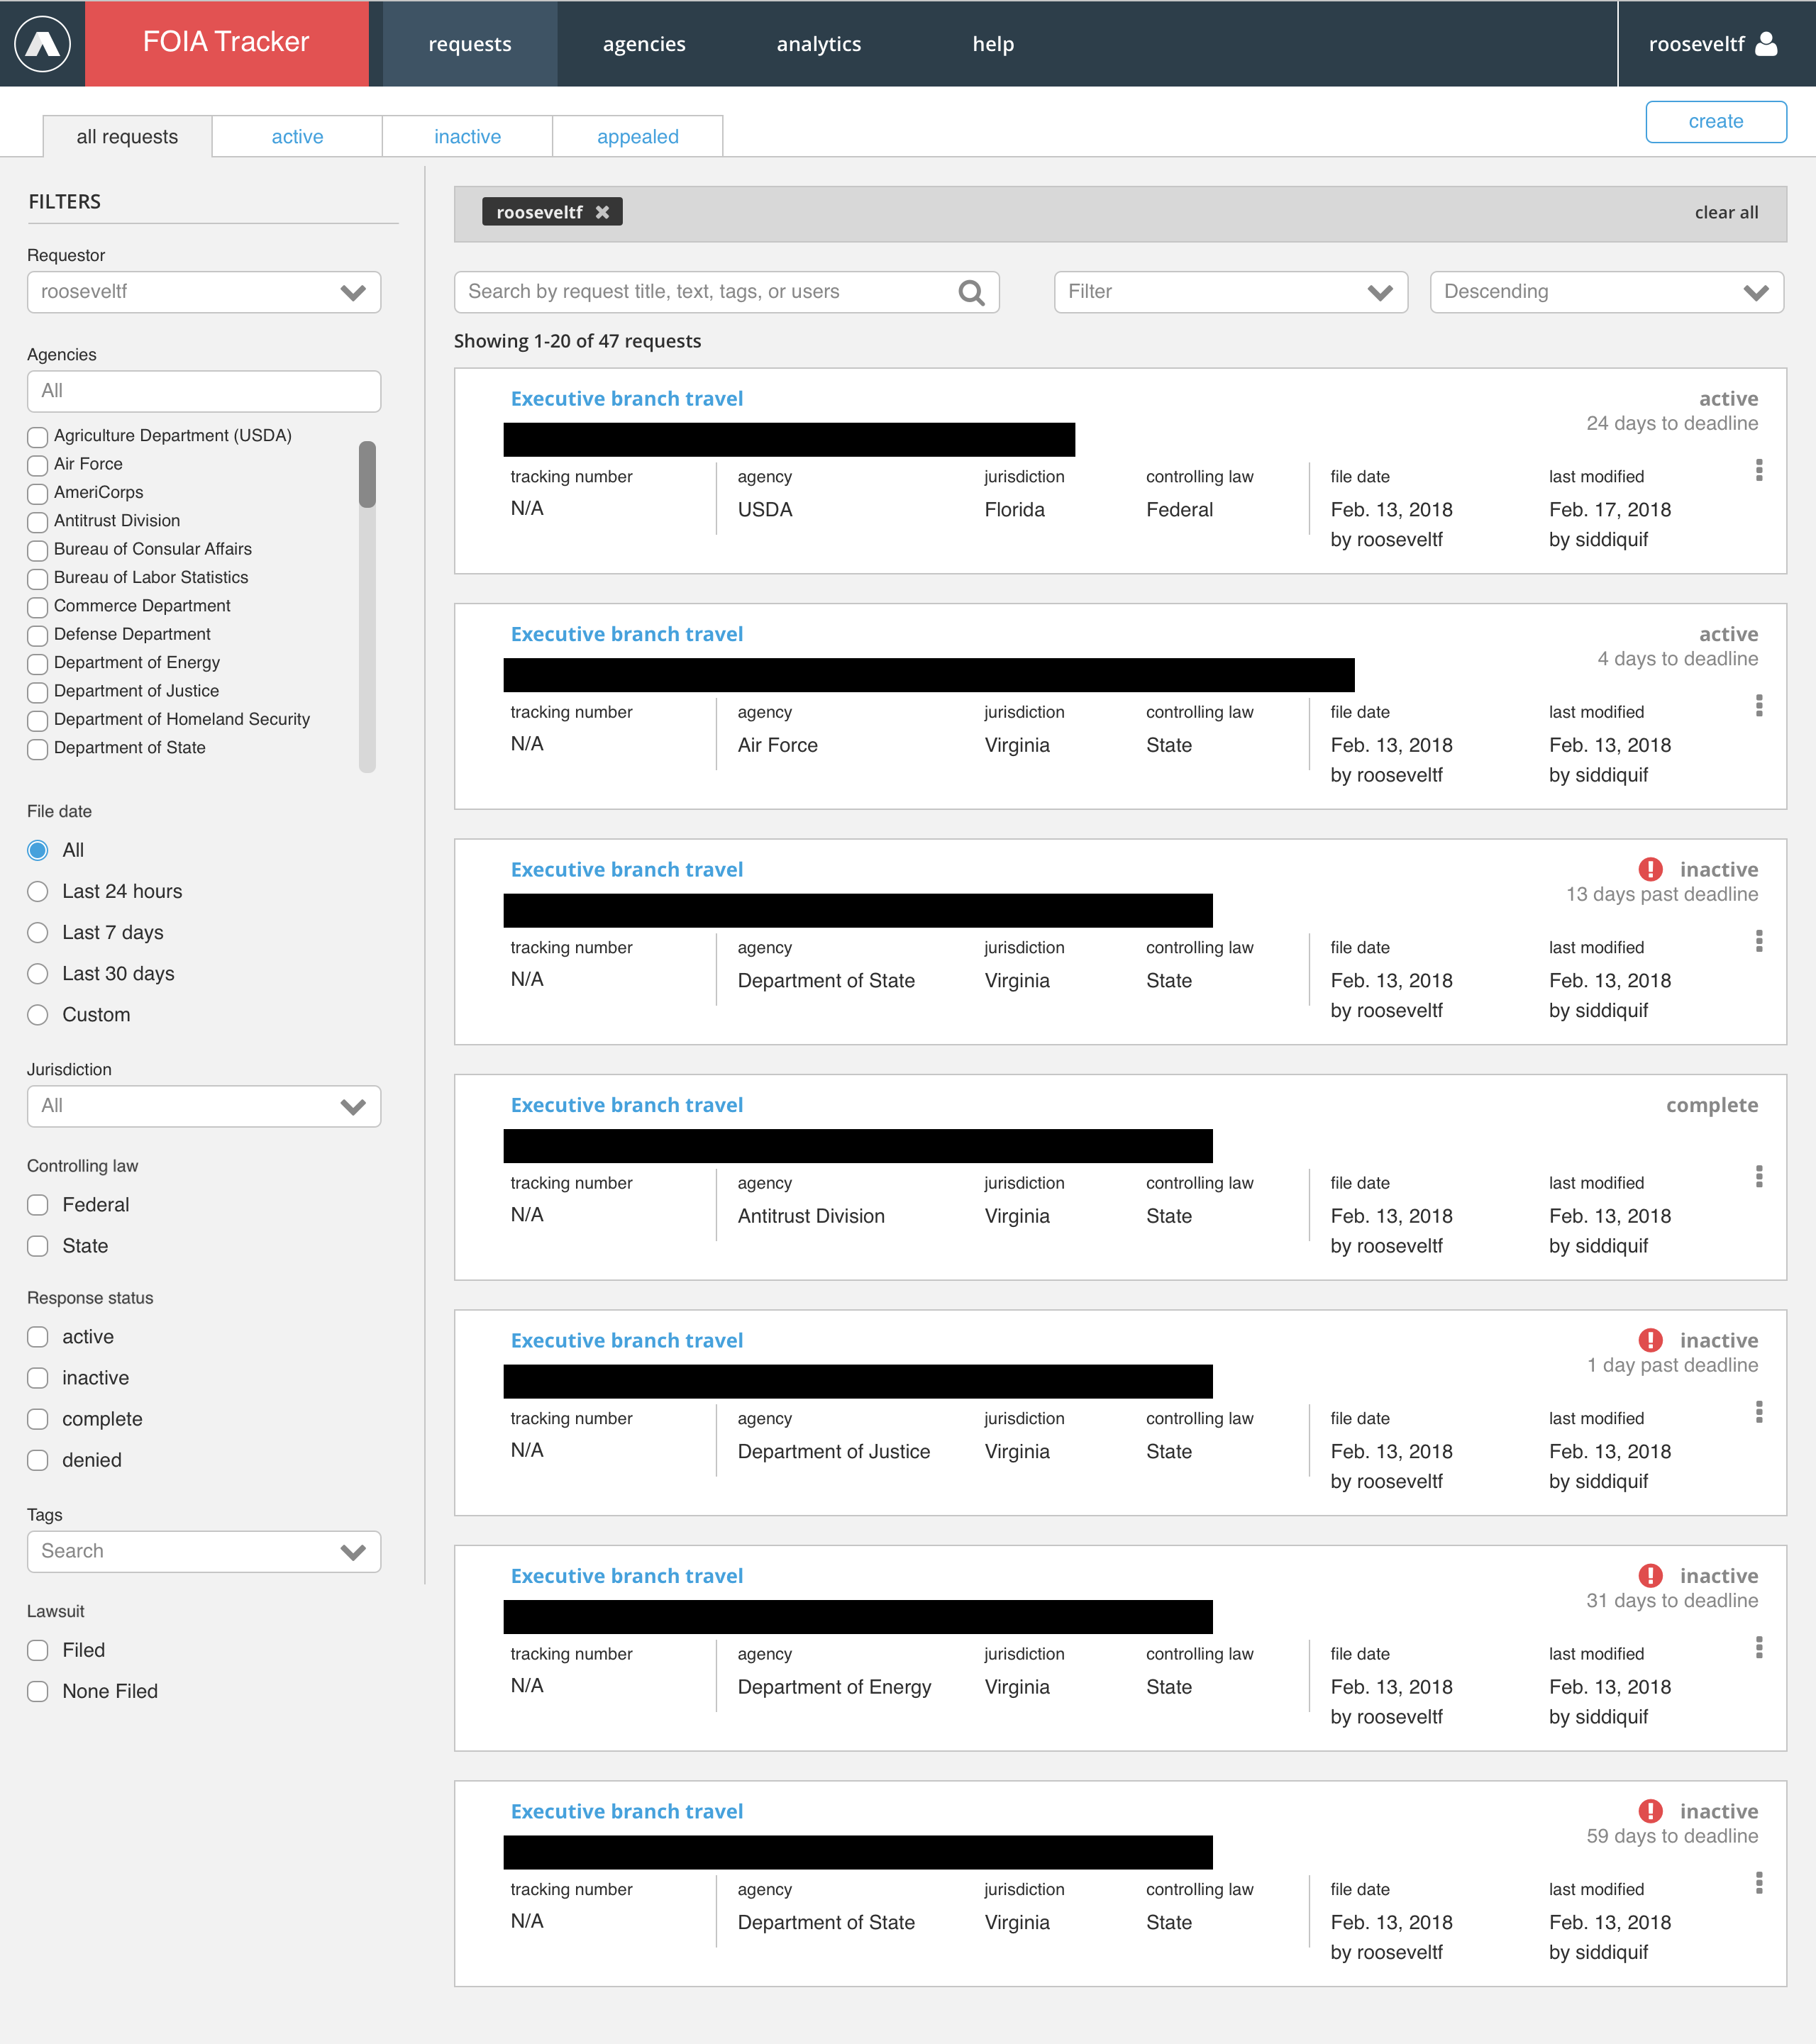 FOIA Tracker
requests
agencies
analytics
help
rooseveltf
all requests
active
inactive
appealed
create
FILTERS
Requestor
rooseveltf
Agencies
All
Agriculture Department (USDA)
Air Force
AmeriCorps
Antitrust Division
Bureau of Consular Affairs
Bureau of Labor Statistics
Commerce Department
Defense Department
Department of Energy
Department of Justice
Department of Homeland Security
Department of State
File date
All
Last 24 hours
Last 7 days
Last 30 days
Custom
Jurisdiction
All
Controlling law
Federal
State
Response status
active
inactive
complete
denied
Tags
Search
Lawsuit
Filed
None Filed
rooseveltf
clear all
Search by request title, text, tags, or users
Filter
Descending
Showing 1-20 of 47 requests
Executive branch travel
active
24 days to deadline
tracking number agency jurisdiction controlling law file date last modified
N/A USDA Florida Federal Feb. 13, 2018 Feb. 17, 2018
by rooseveltf by siddiquif
Executive branch travel
active
4 days to deadline
tracking number agency jurisdiction controlling law file date last modified
N/A Air Force Virginia State Feb. 13, 2018 Feb. 13, 2018
by rooseveltf by siddiquif
Executive branch travel
inactive
13 days past deadline
tracking number agency jurisdiction controlling law file date last modified
N/A Department of State Virginia State Feb. 13, 2018 Feb. 13, 2018
by rooseveltf by siddiquif
Executive branch travel
complete
tracking number agency jurisdiction controlling law file date last modified
N/A Antitrust Division Virginia State Feb. 13, 2018 Feb. 13, 2018
by rooseveltf by siddiquif
Executive branch travel
inactive
1 day past deadline
tracking number agency jurisdiction controlling law file date last modified
N/A Department of Justice Virginia State Feb. 13, 2018 Feb. 13, 2018
by rooseveltf by siddiquif
Executive branch travel
inactive
31 days to deadline
tracking number agency jurisdiction controlling law file date last modified
N/A Department of Energy Virginia State Feb. 13, 2018 Feb. 13, 2018
by rooseveltf by siddiquif
Executive branch travel
inactive
59 days to deadline
tracking number agency jurisdiction controlling law file date last modified
N/A Department of State Virginia State Feb. 13, 2018 Feb. 13, 2018
by rooseveltf by siddiquif